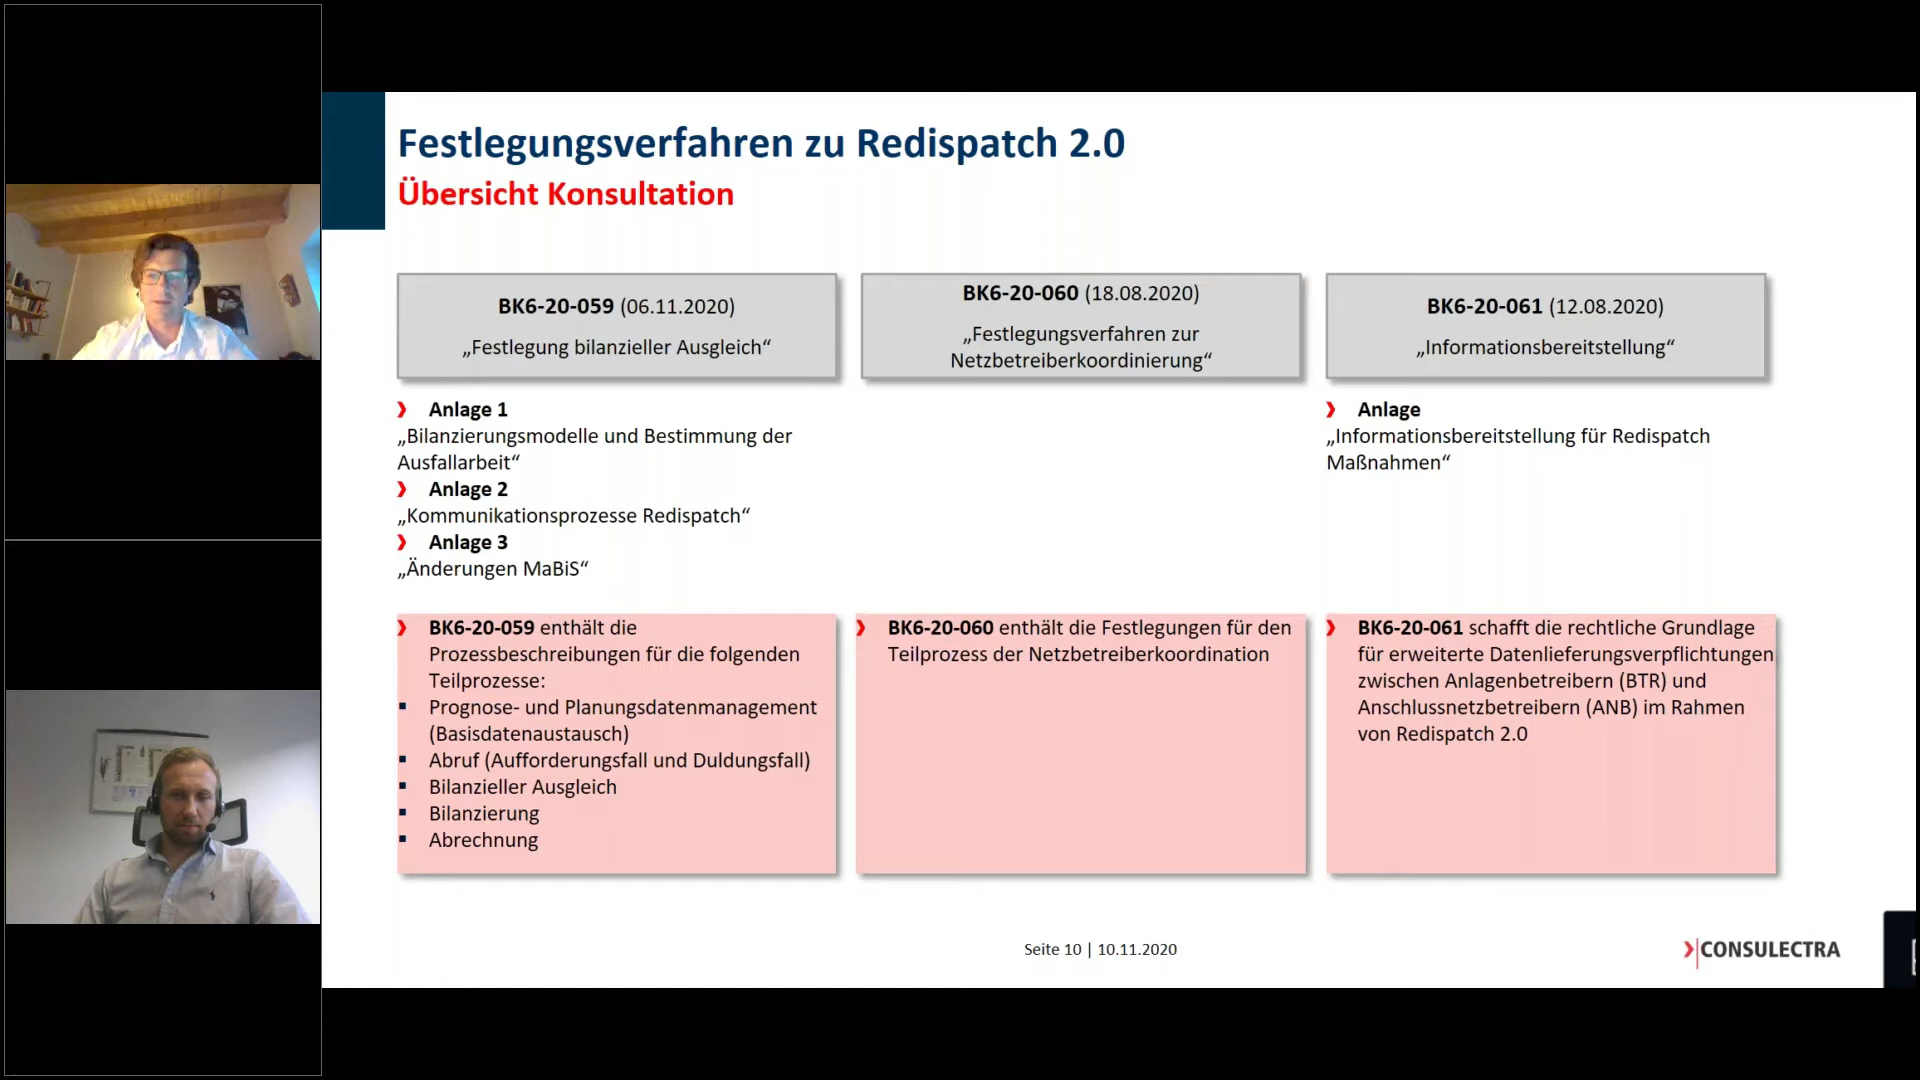 Festlegungsverfahren zu Redispatch 2.0
Übersicht Konsultation
BK6-20-059 (06.11.2020)
„Festlegung bilanzieller Ausgleich“
BK6-20-060 (18.08.2020)
„Festlegungsverfahren zur
Netzbetreiberkoordinierung“
BK6-20-061 (12.08.2020)
„Informationsbereitstellung“
Anlage 1
„Bilanzierungsmodelle und Bestimmung der
Ausfallarbeit“
Anlage 2
„Kommunikationsprozesse Redispatch“
Anlage 3
„Änderungen MaBiS“
Anlage
„Informationsbereitstellung für Redispatch
Maßnahmen“
BK6-20-059 enthält die
Prozessbeschreibungen für die folgenden
Teilprozesse:
Prognose- und Planungsdatenmanagement
(Basisdatenaustausch)
Abruf (Aufforderungsfall und Duldungsfall)
Bilanzieller Ausgleich
Bilanzierung
Abrechnung
BK6-20-060 enthält die Festlegungen für den
Teilprozess der Netzbetreiberkoordination
BK6-20-061 schafft die rechtliche Grundlage
für erweiterte Datenlieferungsverpflichtungen
zwischen Anlagenbetreibern (BTR) und
Anschlussnetzbetreibern (ANB) im Rahmen
von Redispatch 2.0
Seite 10 | 10.11.2020
CONSULECTRA